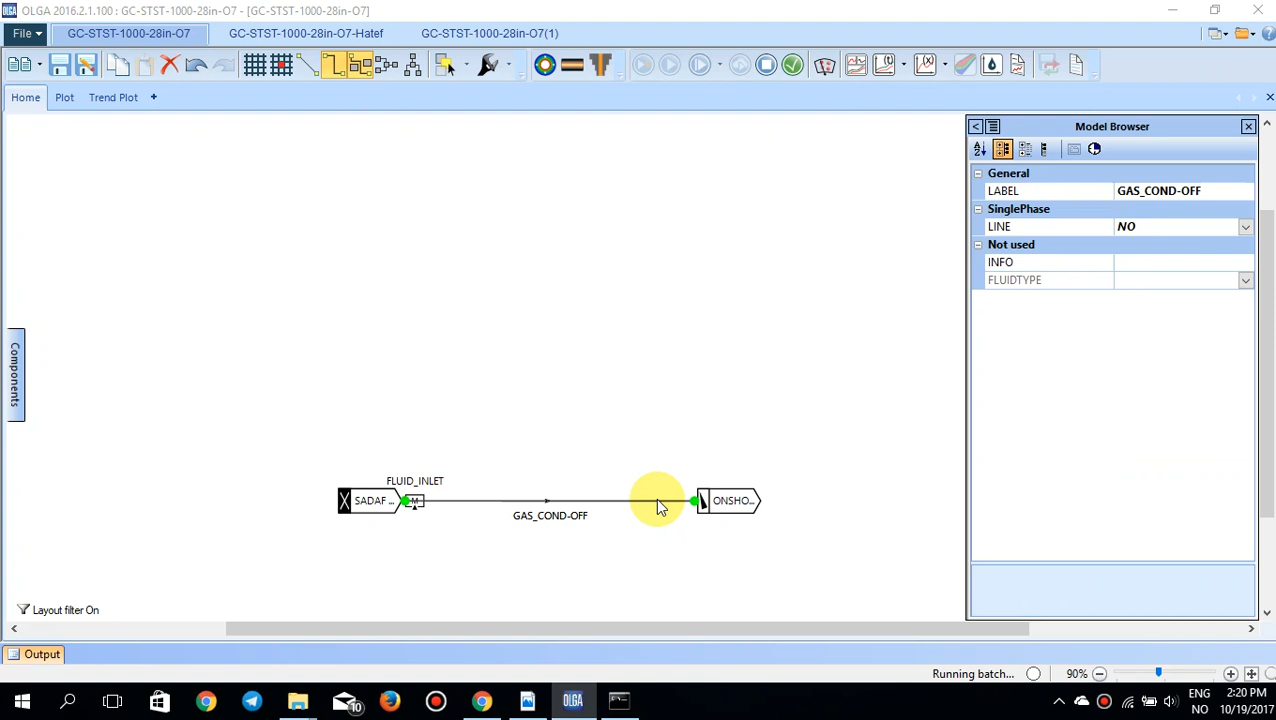 OLGA 2016.2.1.100 : GC-STST-1000-28in-O7 - [GC-STST-1000-28in-O7]
File
GC-STST-1000-28in-O7
GC-STST-1000-28in-O7-Hatef
GC-STST-1000-28in-O7(1)
Home
Plot
Trend Plot
+
Model Browser
General
LABEL
GAS_COND-OFF
SinglePhase
LINE
NO
Not used
INFO
FLUIDTYPE
Components
FLUID_INLET
SADAF ...
M
ONSHO...
GAS_COND-OFF
Layout filter On
Output
Running batch...
90%
10
ENG
2:20 PM
NO
10/19/2017